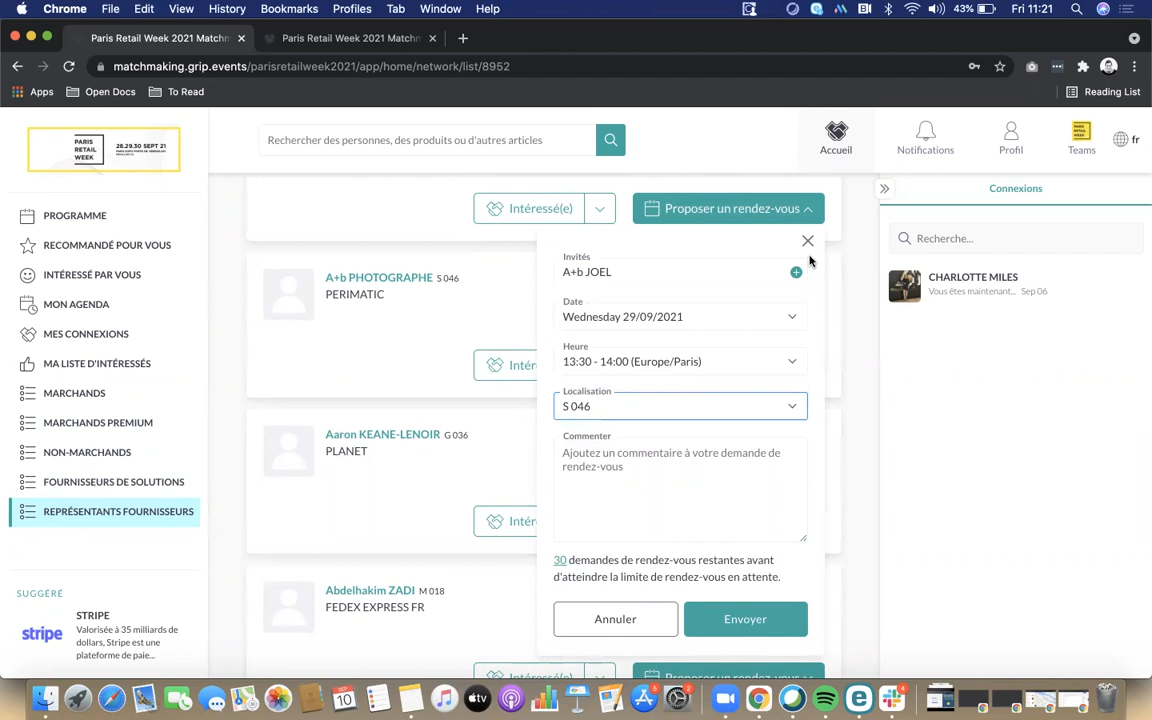 Chrome File Edit View History Bookmarks Profiles Tab Window Help 43% Fri 11:21
Paris Retail Week 2021 Matchm Paris Retail Week 2021 Matchm
matchmaking.grip.events/parisretailweek2021/app/home/network/list/8952
Apps Open Docs To Read Reading List
PARIS
RETAIL
WEEK
28.29.30 SEPT 21
Rechercher des personnes, des produits ou d'autres articles
Accueil
Notifications
Profil
Teams
fr
PROGRAMME
RECOMMANDÉ POUR VOUS
INTÉRESSÉ PAR VOUS
MON AGENDA
MES CONNEXIONS
MA LISTE D'INTÉRESSÉS
MARCHANDS
MARCHANDS PREMIUM
NON-MARCHANDS
FOURNISSEURS DE SOLUTIONS
REPRÉSENTANTS FOURNISSEURS
SUGGÉRÉ
stripe
STRIPE
Valorisée à 35 milliards de
dollars, Stripe est une
plateforme de paie...
Intéressé(e)
Proposer un rendez-vous
A+b PHOTOGRAPHE S 046
PERIMATIC
Intére
Aaron KEANE-LENOIR G 036
PLANET
Intére
Abdelhakim ZADI M 018
FEDEX EXPRESS FR
Intéressé(e)
Proposer un rendez-vous
Invités
A+b JOEL
Date
Wednesday 29/09/2021
Heure
13:30 - 14:00 (Europe/Paris)
Localisation
S 046
Commenter
Ajoutez un commentaire à votre demande de
rendez-vous
30 demandes de rendez-vous restantes avant
d'atteindre la limite de rendez-vous en attente.
Annuler
Envoyer
Connexions
Recherche...
CHARLOTTE MILES
Vous êtes maintenant... Sep 06